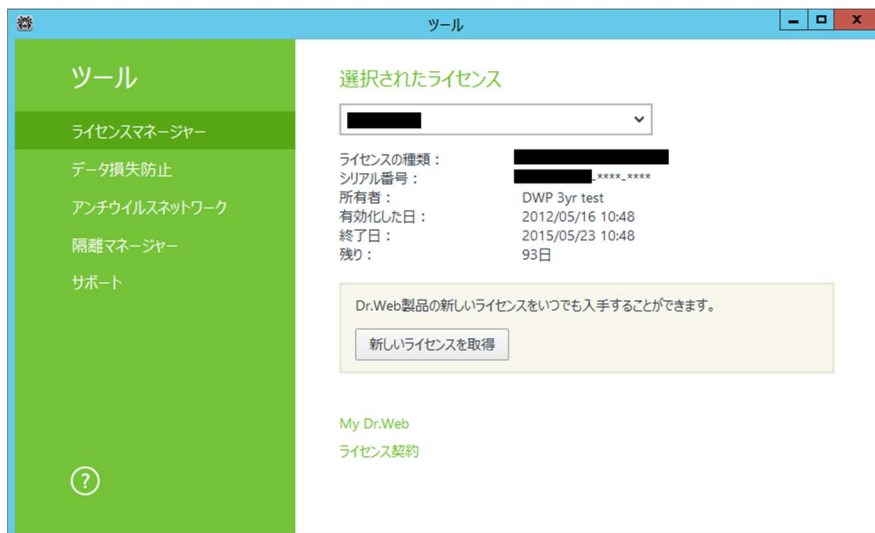 ツール
ツール
ライセンスマネージャー
データ損失防止
アンチウイルスネットワーク
隔離マネージャー
サポート
?
選択されたライセンス
ライセンスの種類：
シリアル番号： -****-****
所有者： DWP 3yr test
有効化した日： 2012/05/16 10:48
終了日： 2015/05/23 10:48
残り： 93日
Dr.Web製品の新しいライセンスをいつでも入手することができます。
新しいライセンスを取得
My Dr.Web
ライセンス契約